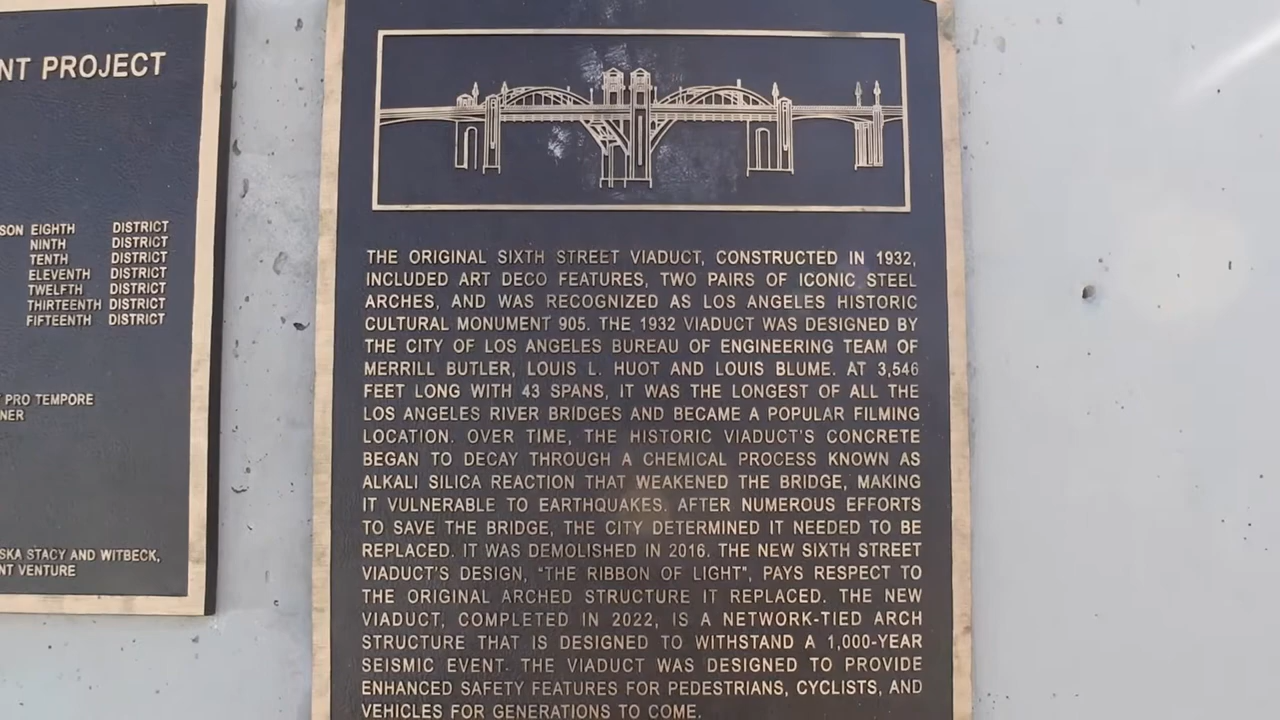 NT PROJECT
SON EIGHTH DISTRICT
NINTH DISTRICT
TENTH DISTRICT
ELEVENTH DISTRICT
TWELFTH DISTRICT
THIRTEENTH DISTRICT
FIFTEENTH DISTRICT
PRO TEMPORE
NER
SKA STACY AND WITBECK,
NT VENTURE
THE ORIGINAL SIXTH STREET VIADUCT, CONSTRUCTED IN 1932,
INCLUDED ART DECO FEATURES, TWO PAIRS OF ICONIC STEEL
ARCHES, AND WAS RECOGNIZED AS LOS ANGELES HISTORIC
CULTURAL MONUMENT 905. THE 1932 VIADUCT WAS DESIGNED BY
THE CITY OF LOS ANGELES BUREAU OF ENGINEERING TEAM OF
MERRILL BUTLER, LOUIS L. HUOT AND LOUIS BLUME. AT 3,546
FEET LONG WITH 43 SPANS, IT WAS THE LONGEST OF ALL THE
LOS ANGELES RIVER BRIDGES AND BECAME A POPULAR FILMING
LOCATION. OVER TIME, THE HISTORIC VIADUCT'S CONCRETE
BEGAN TO DECAY THROUGH A CHEMICAL PROCESS KNOWN AS
ALKALI SILICA REACTION THAT WEAKENED THE BRIDGE, MAKING
IT VULNERABLE TO EARTHQUAKES. AFTER NUMEROUS EFFORTS
TO SAVE THE BRIDGE, THE CITY DETERMINED IT NEEDED TO BE
REPLACED. IT WAS DEMOLISHED IN 2016. THE NEW SIXTH STREET
VIADUCT'S DESIGN, "THE RIBBON OF LIGHT", PAYS RESPECT TO
THE ORIGINAL ARCHED STRUCTURE IT REPLACED. THE NEW
VIADUCT, COMPLETED IN 2022, IS A NETWORK-TIED ARCH
STRUCTURE THAT IS DESIGNED TO WITHSTAND A 1,000-YEAR
SEISMIC EVENT. THE VIADUCT WAS DESIGNED TO PROVIDE
ENHANCED SAFETY FEATURES FOR PEDESTRIANS, CYCLISTS, AND
VEHICLES FOR GENERATIONS TO COME.